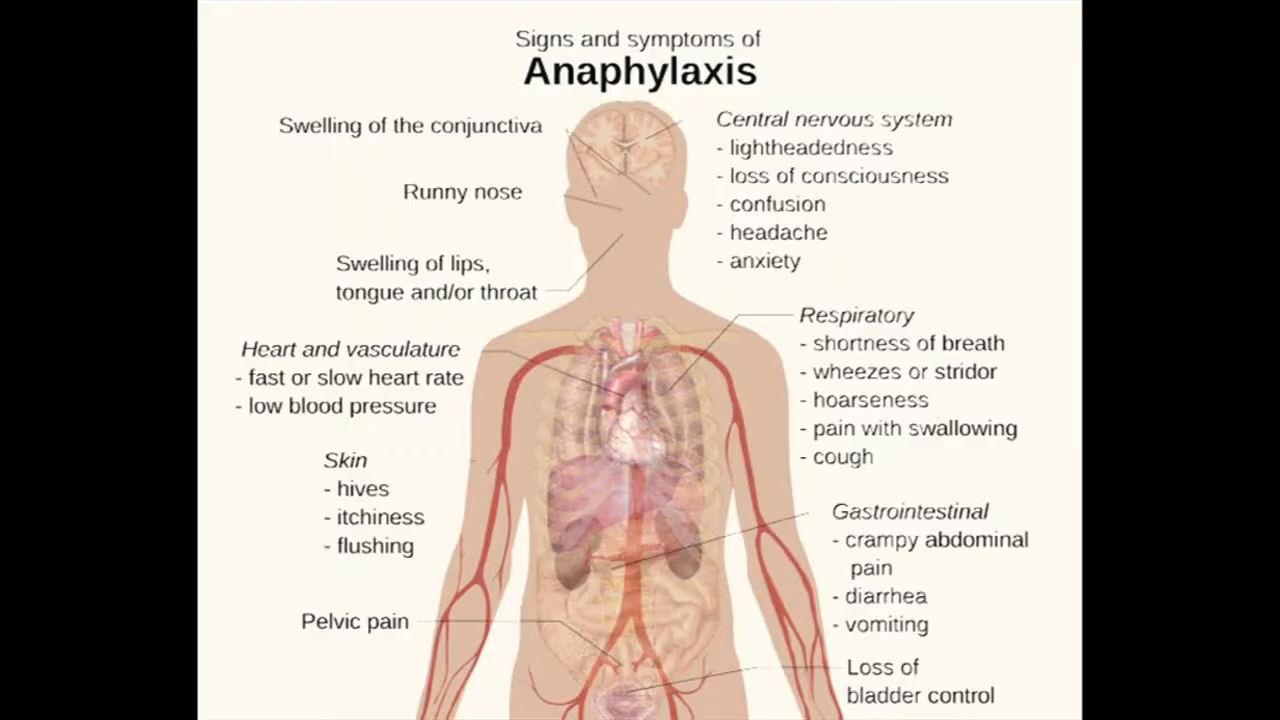 Signs and symptoms of
Anaphylaxis
Swelling of the conjunctiva
Runny nose
Swelling of lips,
tongue and/or throat
Heart and vasculature
- fast or slow heart rate
- low blood pressure
Skin
- hives
- itchiness
- flushing
Pelvic pain
Central nervous system
- lightheadedness
- loss of consciousness
- confusion
- headache
- anxiety
Respiratory
- shortness of breath
- wheezes or stridor
- hoarseness
- pain with swallowing
- cough
Gastrointestinal
- crampy abdominal
pain
- diarrhea
- vomiting
Loss of
bladder control